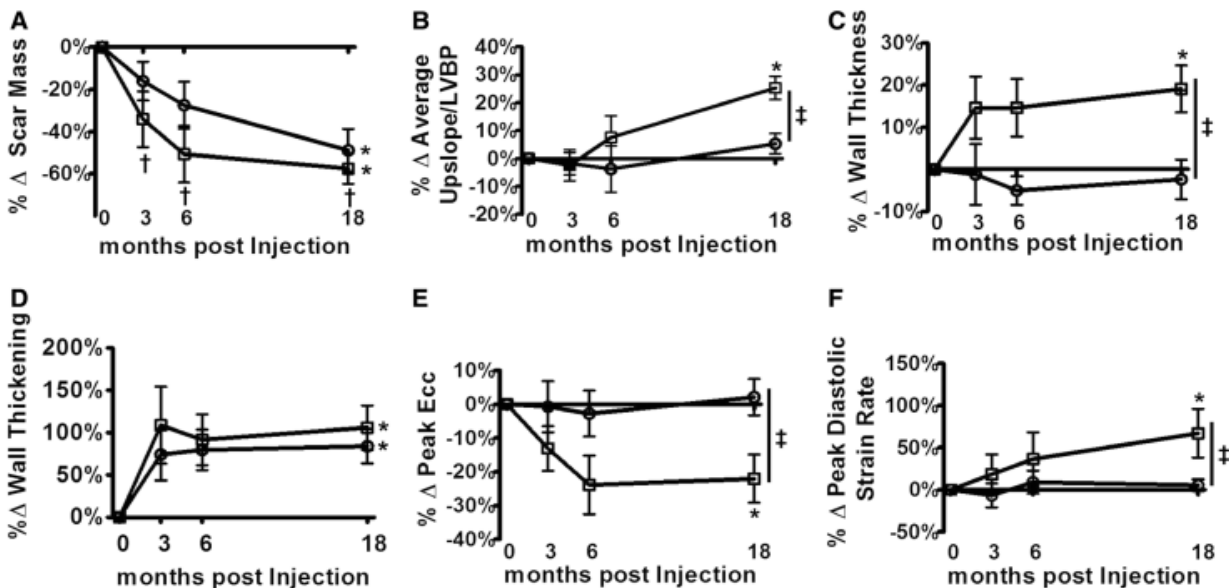 A
% Δ Scar Mass
0%
-20%
-40%
-60%
†
†
†
*
*
0 3 6 18
months post Injection
B
% Δ Average
Upslope/LVBP
40%
30%
20%
10%
0%
-10%
-20%
*
‡
0 3 6 18
months post Injection
C
% Δ Wall Thickness
30%
20%
10%
-10%
*
‡
0 3 6 18
months post Injection
D
%Δ Wall Thickening
200%
150%
100%
50%
0%
*
*
0 3 6 18
months post Injection
E
% Δ Peak Ecc
10%
0%
-10%
-20%
-30%
-40%
‡
*
0 3 6 18
months post Injection
F
% Δ Peak Diastolic
Strain Rate
150%
100%
50%
0%
-50%
*
‡
0 3 6 18
months post Injection